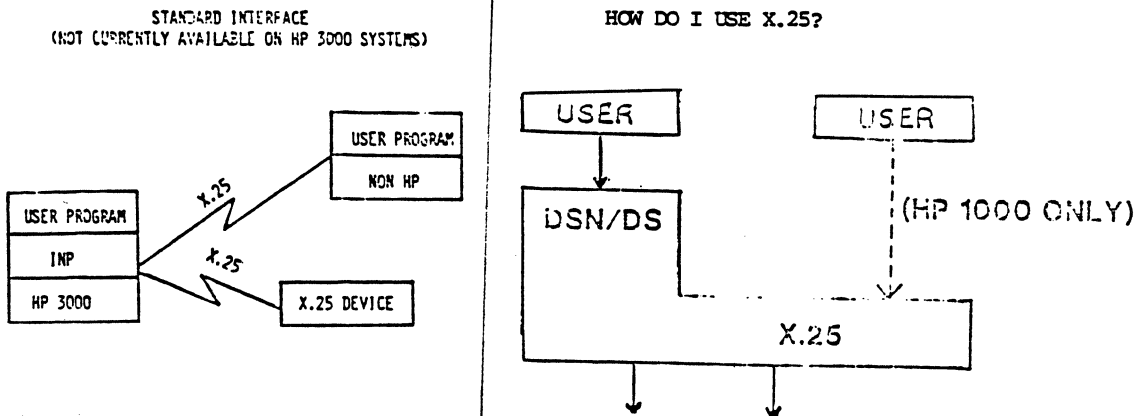 STANDARD INTERFACE
(NOT CURRENTLY AVAILABLE ON HP 3000 SYSTEMS)
USER PROGRAM
NON HP
X.25
USER PROGRAM
INP
HP 3000
X.25
X.25 DEVICE
HOW DO I USE X.25?
USER
USER
DSN/DS
(HP 1000 ONLY)
X.25